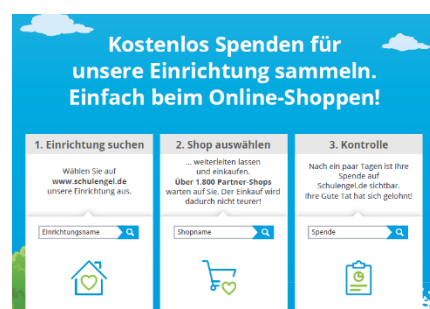 Kostenlos Spenden für
unsere Einrichtung sammeln.
Einfach beim Online-Shoppen!
1. Einrichtung suchen
Wählen Sie auf
www.schulengel.de
unsere Einrichtung aus.
Einrichtungsname
2. Shop auswählen
... weiterleiten lassen
und einkaufen.
Über 1.800 Partner-Shops
warten auf Sie. Der Einkauf wird
dadurch nicht teurer!
Shopname
3. Kontrolle
Nach ein paar Tagen ist Ihre
Spende auf
Schulengel.de sichtbar.
Ihre Gute Tat hat sich gelohnt!
Spende